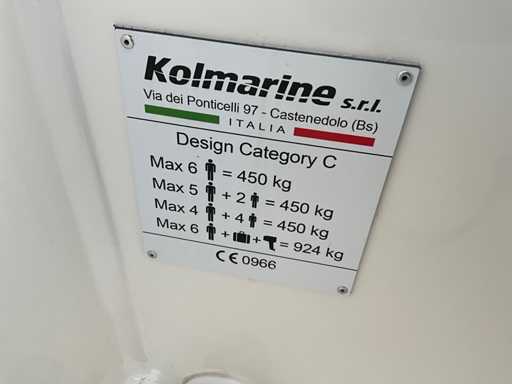 Kolmarine s.r.l.
Via dei Ponticelli 97 - Castenedolo (Bs)
ITALIA
Design Category C
Max 6 = 450 kg
Max 5 + 2 = 450 kg
Max 4 + 4 = 450 kg
Max 6 + + = 924 kg
CE 0966